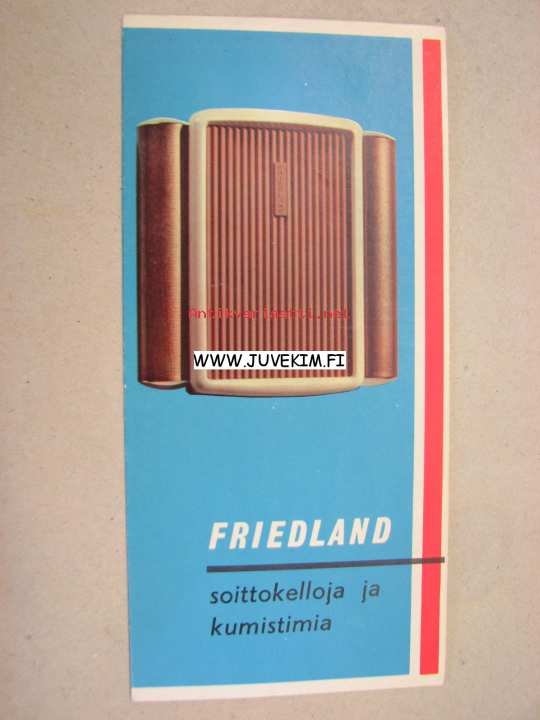 Antikvariaatti.net
WWW.JUVEKIM.FI
FRIEDLAND
soittokelloja ja
kumistimia